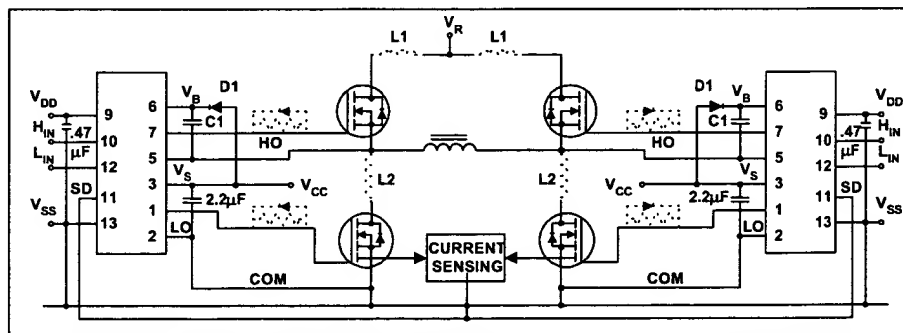 V_R
L1 L1
D1 D1
V_DD 9 6 V_B C1 V_B C1 6 9 V_DD
H_IN 10 7 HO HO 7 10 H_IN
.47 µF .47 µF
L_IN 12 5 5 12 L_IN
SD 11 3 V_S V_CC L2 L2 V_CC V_S 3 11 SD
2.2µF 2.2µF
V_SS 13 1 1 13 V_SS
2 LO LO 2
CURRENT
SENSING
COM COM